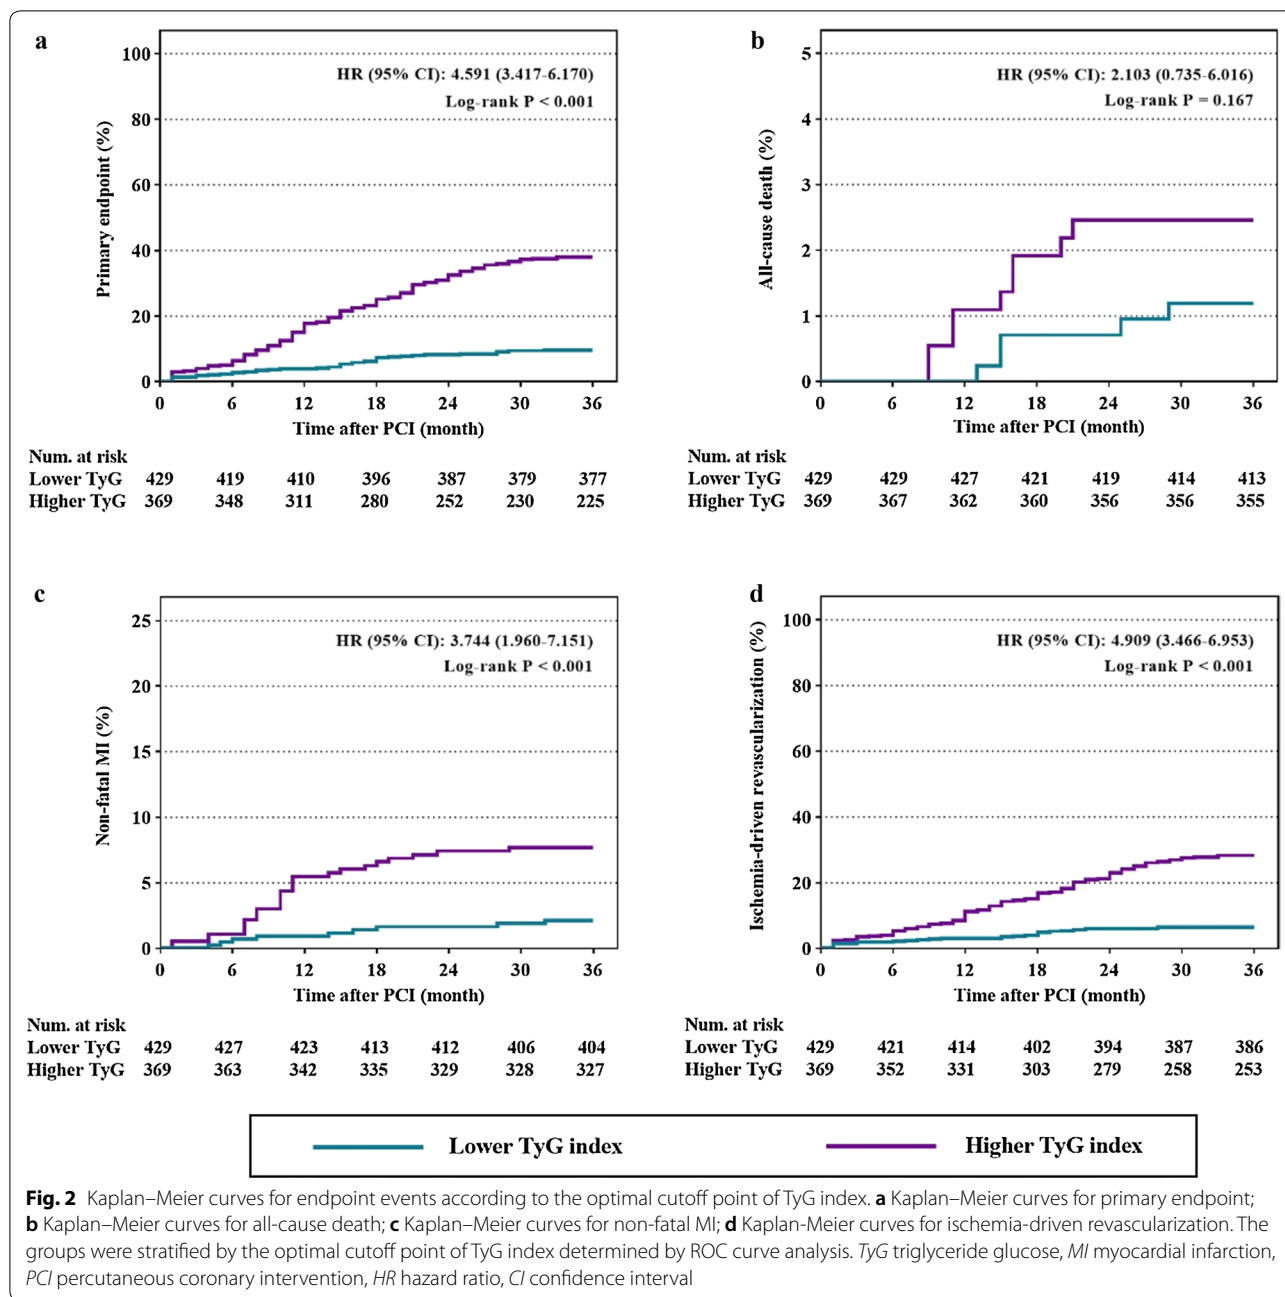 a
100
80
60
40
20
0
Primary endpoint (%)
HR (95% CI): 4.591 (3.417-6.170)
Log-rank P < 0.001
0 6 12 18 24 30 36
Time after PCI (month)
Num. at risk
Lower TyG 429 419 410 396 387 379 377
Higher TyG 369 348 311 280 252 230 225
b
5
4
3
2
1
0
All-cause death (%)
HR (95% CI): 2.103 (0.735-6.016)
Log-rank P = 0.167
0 6 12 18 24 30 36
Time after PCI (month)
Num. at risk
Lower TyG 429 429 427 421 419 414 413
Higher TyG 369 367 362 360 356 356 355
c
25
20
15
10
5
0
Non-fatal MI (%)
HR (95% CI): 3.744 (1.960-7.151)
Log-rank P < 0.001
0 6 12 18 24 30 36
Time after PCI (month)
Num. at risk
Lower TyG 429 427 423 413 412 406 404
Higher TyG 369 363 342 335 329 328 327
d
100
80
60
40
20
0
Ischemia-driven revascularization (%)
HR (95% CI): 4.909 (3.466-6.953)
Log-rank P < 0.001
0 6 12 18 24 30 36
Time after PCI (month)
Num. at risk
Lower TyG 429 421 414 402 394 387 386
Higher TyG 369 352 331 303 279 258 253
Lower TyG index Higher TyG index
Fig. 2 Kaplan–Meier curves for endpoint events according to the optimal cutoff point of TyG index. a Kaplan–Meier curves for primary endpoint;
b Kaplan–Meier curves for all-cause death; c Kaplan–Meier curves for non-fatal MI; d Kaplan-Meier curves for ischemia-driven revascularization. The
groups were stratified by the optimal cutoff point of TyG index determined by ROC curve analysis. TyG triglyceride glucose, MI myocardial infarction,
PCI percutaneous coronary intervention, HR hazard ratio, CI confidence interval